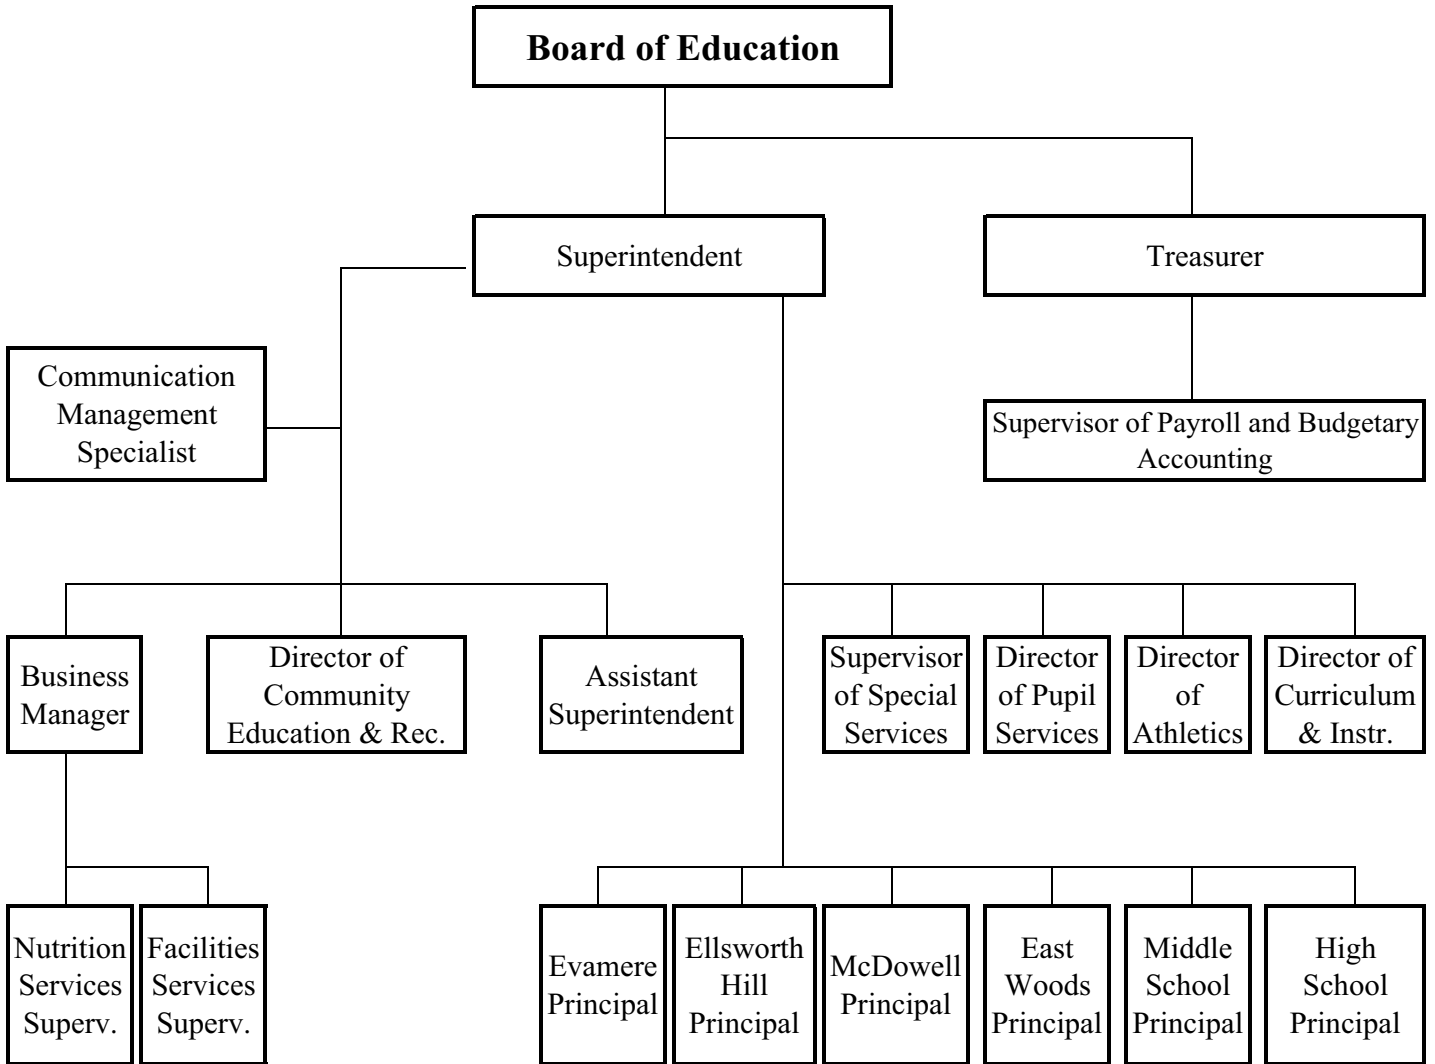 Board of Education
Superintendent
Treasurer
Communication
Management
Specialist
Supervisor of Payroll and Budgetary
Accounting
Business
Manager
Director of
Community
Education & Rec.
Assistant
Superintendent
Supervisor
of Special
Services
Director
of Pupil
Services
Director
of
Athletics
Director of
Curriculum
& Instr.
Nutrition
Services
Superv.
Facilities
Services
Superv.
Evamere
Principal
Ellsworth
Hill
Principal
McDowell
Principal
East
Woods
Principal
Middle
School
Principal
High
School
Principal